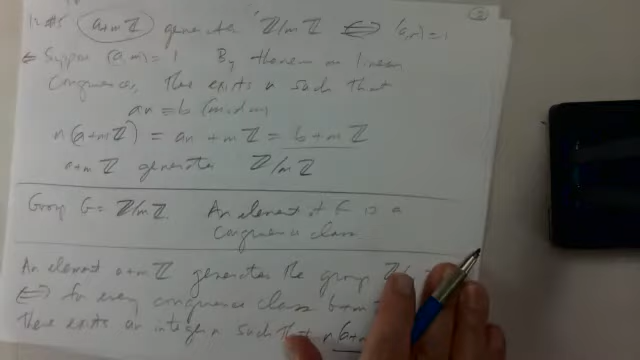 a+mℤ generates ℤ/mℤ ⟺ (a,m)=1
⇐ Suppose (a,m)=1 By theorem on linear
congruences, there exists n such that
an ≡ b (mod m)
n(a+mℤ) = an + mℤ = b+mℤ
a+mℤ generates ℤ/mℤ
Group G = ℤ/mℤ. An element of G is a
congruence class
An element a+mℤ generates the group ℤ/
⟺ for every congruence class b+m
there exists an integer n such that